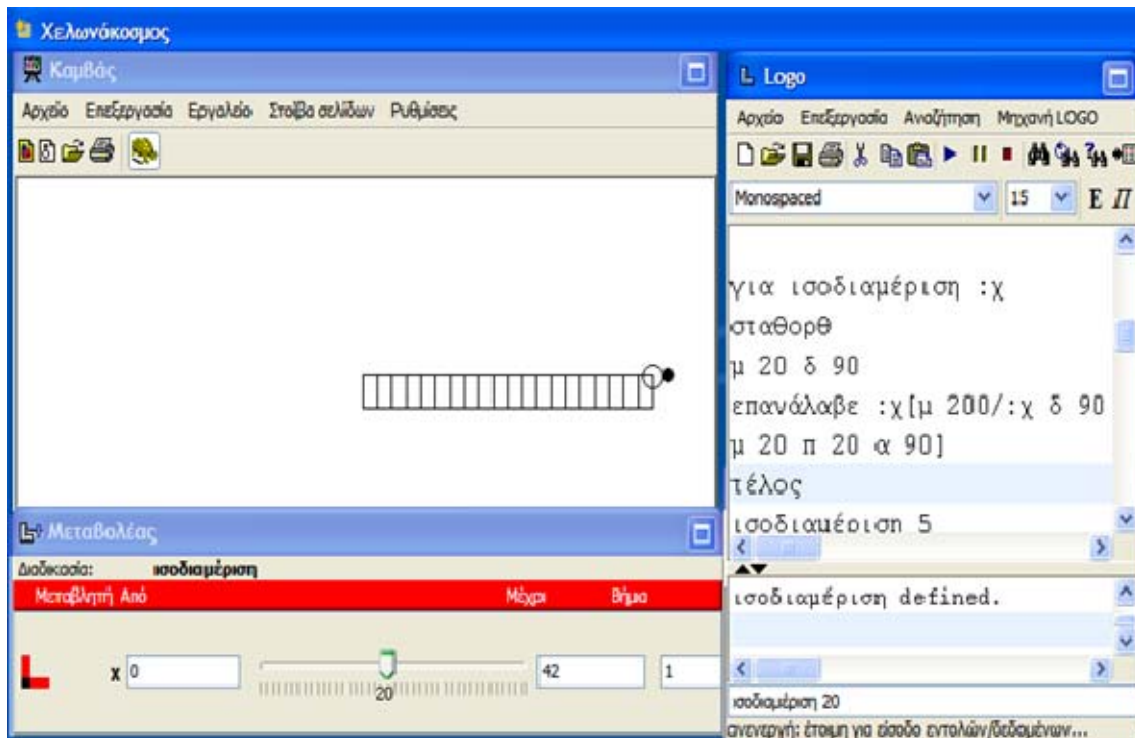 Χελωνόκοσμος
Καμβάς
Αρχείο Επεξεργασία Εργαλεία Στοίβα σελίδων Ρυθμίσεις
Μεταβολέας
Διαδικασία: ισοδιαμέριση
Μεταβλητή Από Μέχρι Βήμα
x 0 42 1
20
Logo
Αρχείο Επεξεργασία Αναζήτηση Μηχανή LOGO
Monospaced 15 Ε Π
για ισοδιαμέριση :χ
σταθορθ
μ 20 δ 90
επανάλαβε :χ[μ 200/:χ δ 90
μ 20 π 20 α 90]
τέλος
ισοδιαμέριση 5
ισοδιαμέριση defined.
ισοδιαμέριση 20
ανενεργή: έτοιμη για είσοδο εντολών/δεδομένων...